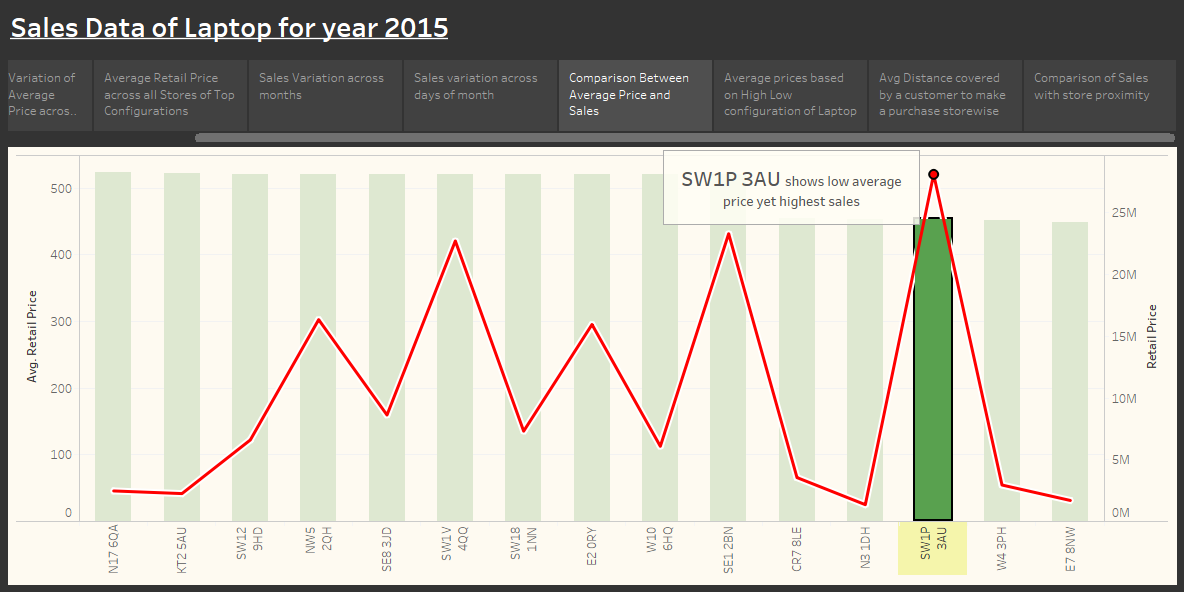 Sales Data of Laptop for year 2015
Variation of
Average
Price acros..
Average Retail Price
across all Stores of Top
Configurations
Sales Variation across
months
Sales variation across
days of month
Comparison Between
Average Price and
Sales
Average prices based
on High Low
configuration of Laptop
Avg Distance covered
by a customer to make
a purchase storewise
Comparison of Sales
with store proximity
SW1P 3AU shows low average
price yet highest sales
Avg. Retail Price
500
400
300
200
100
0
25M
20M
15M
10M
5M
0M
Retail Price
N17 6QA
KT2 5AU
SW12
9HD
NW5
2QH
SE8 3JD
SW1V
4QQ
SW18
1NN
E2 0RY
W10
6HQ
SE1 2BN
CR7 8LE
N3 1DH
SW1P
3AU
W4 3PH
E7 8NW